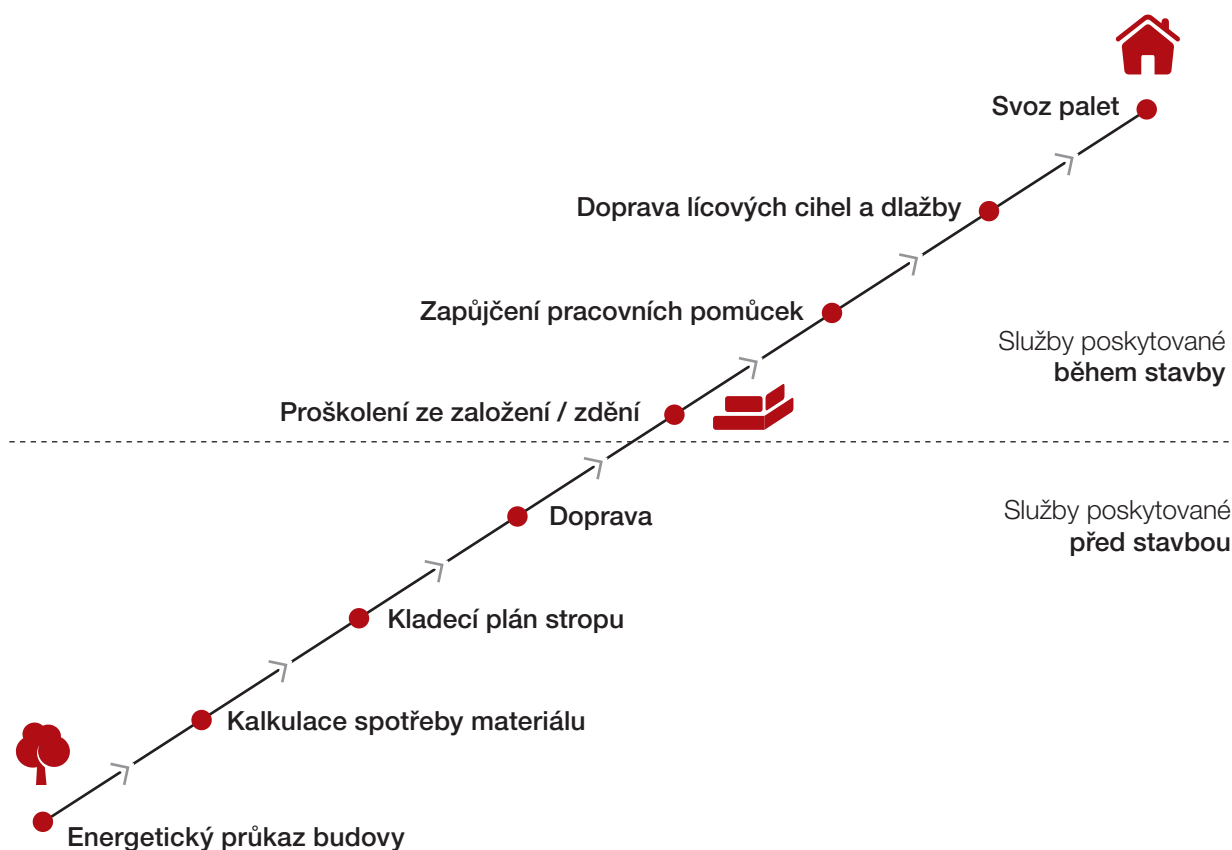 Svoz palet
Doprava lícových cihel a dlažby
Zapůjčení pracovních pomůcek
Služby poskytované
během stavby
Proškolení ze založení / zdění
Doprava
Služby poskytované
před stavbou
Kladecí plán stropu
Kalkulace spotřeby materiálu
Energetický průkaz budovy